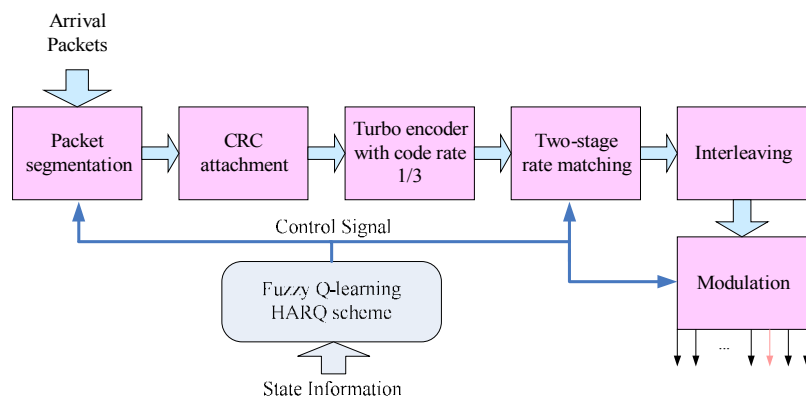 Arrival
Packets
Packet
segmentation
CRC
attachment
Turbo encoder
with code rate
1/3
Two-stage
rate matching
Interleaving
Control Signal
Fuzzy Q-learning
HARQ scheme
Modulation
...
State Information